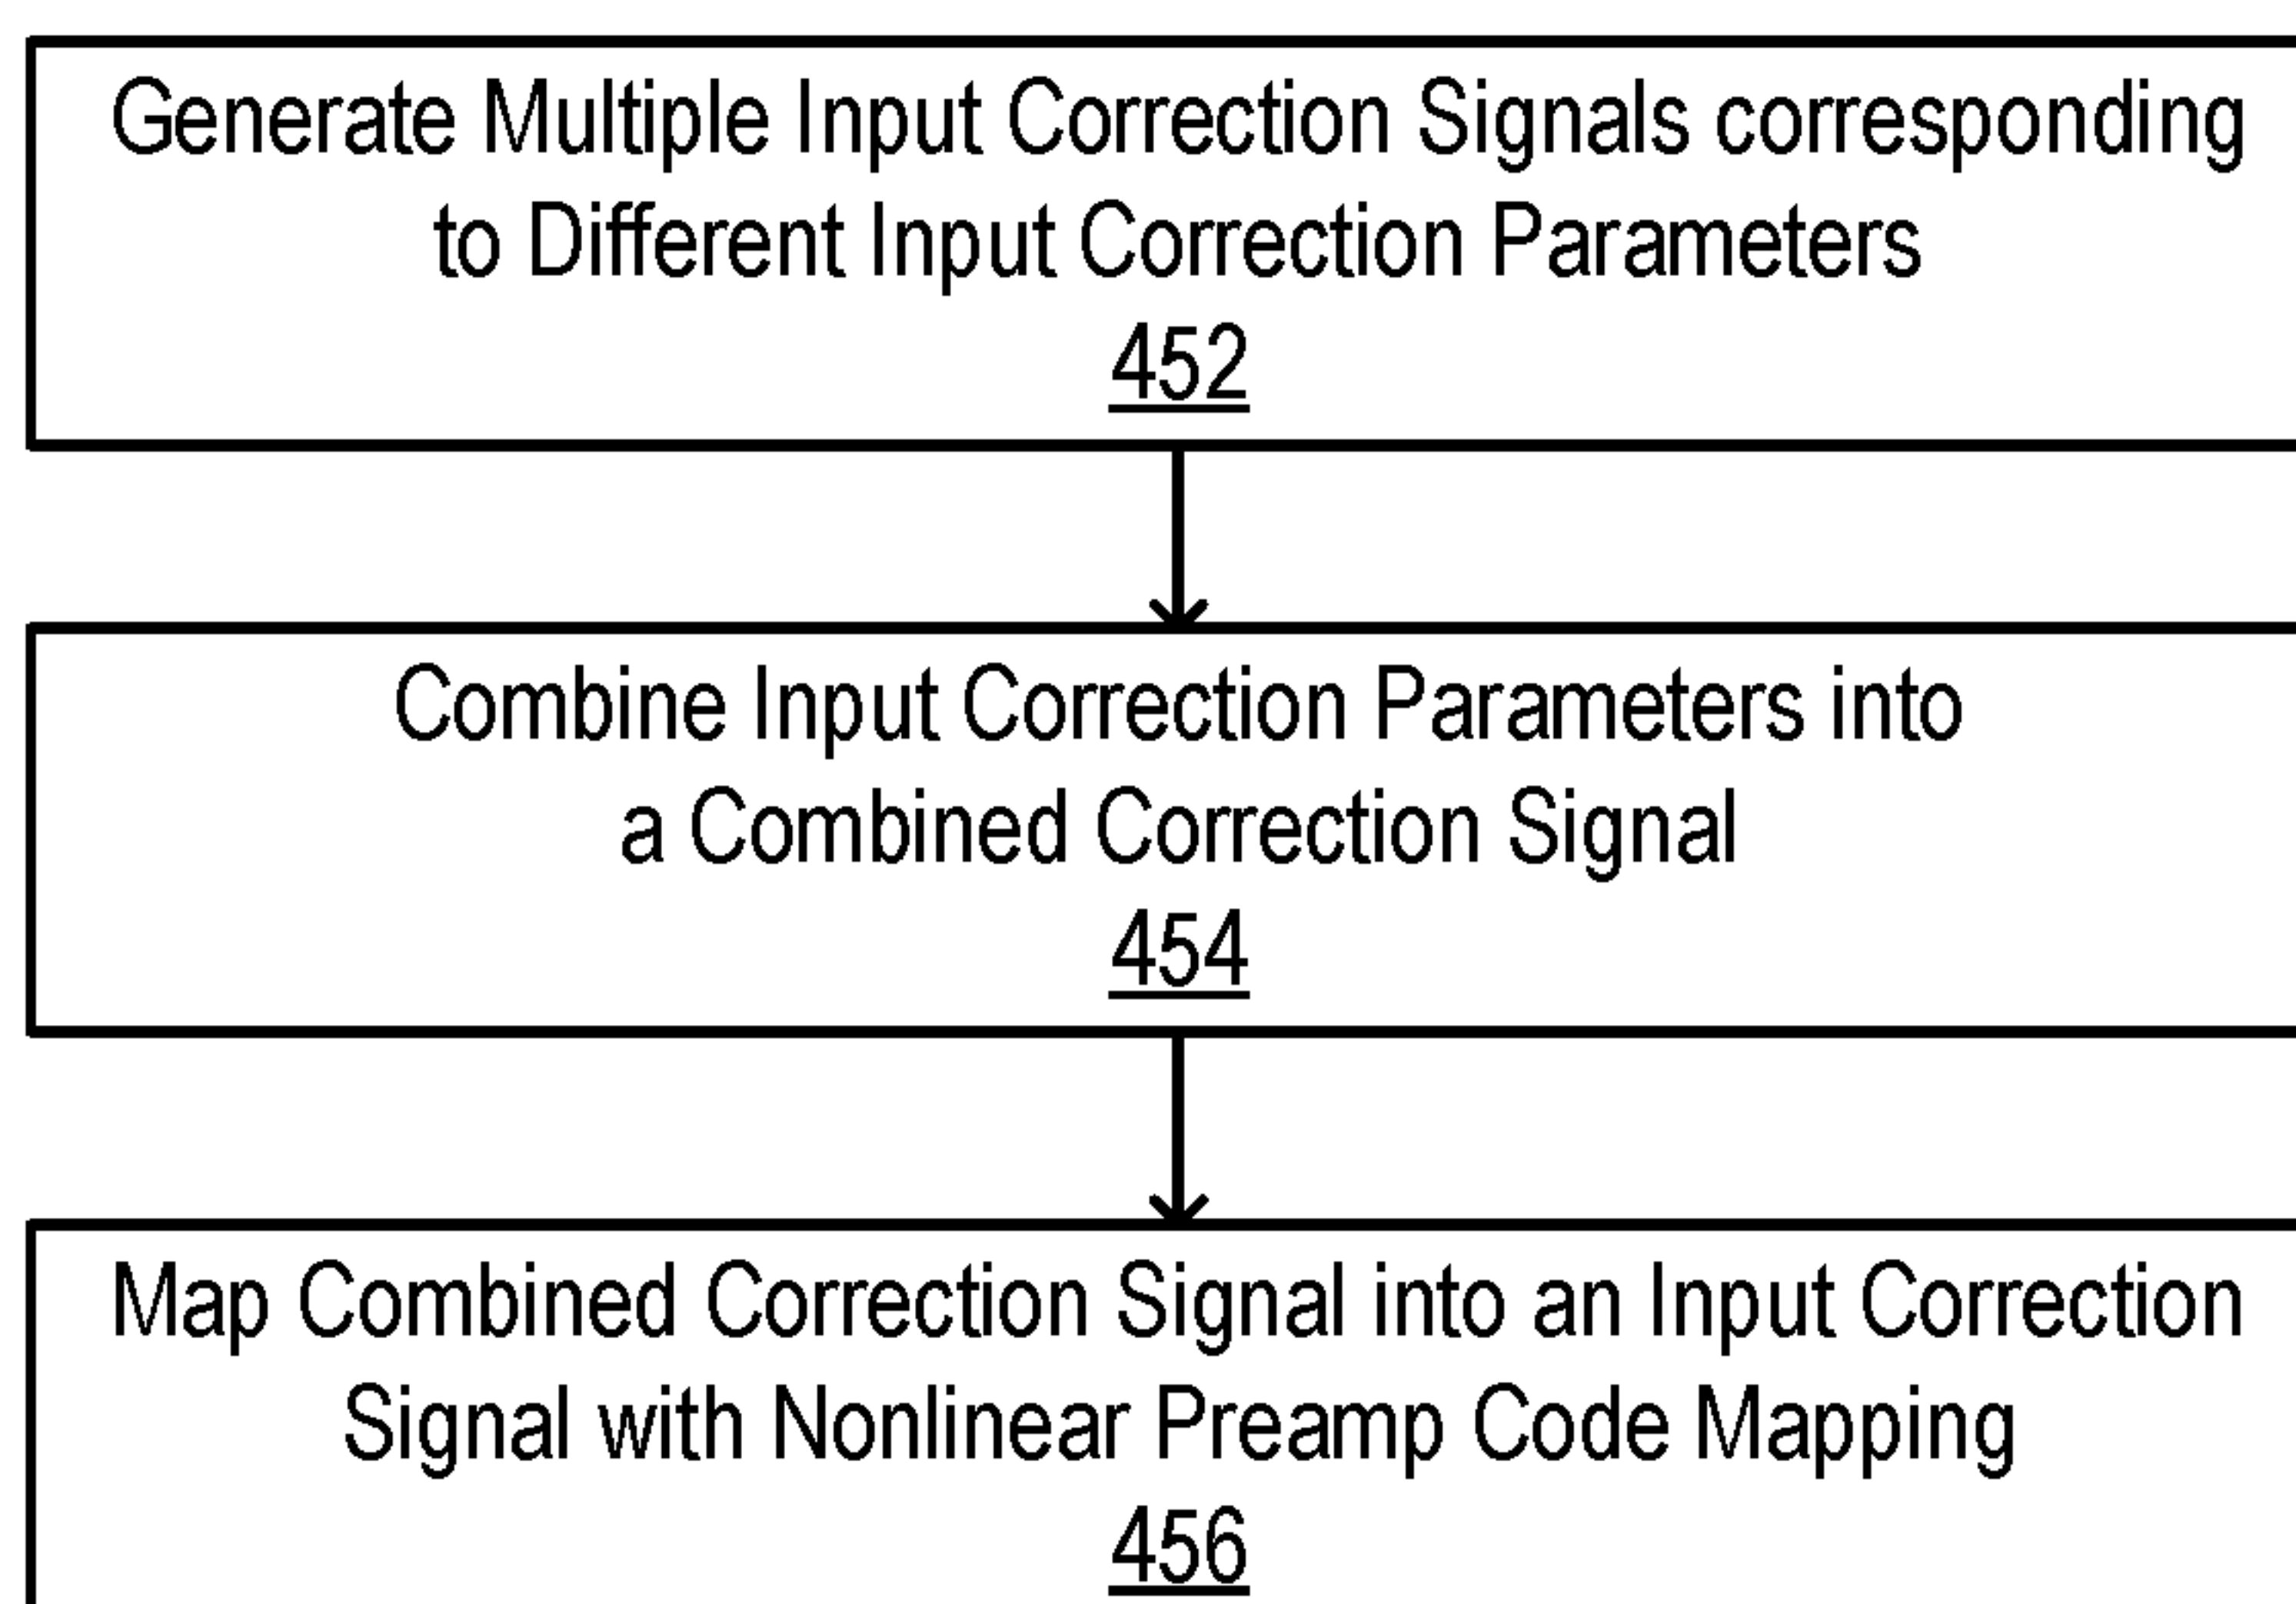 Generate Multiple Input Correction Signals corresponding
to Different Input Correction Parameters
452
Combine Input Correction Parameters into
a Combined Correction Signal
454
Map Combined Correction Signal into an Input Correction
Signal with Nonlinear Preamp Code Mapping
456